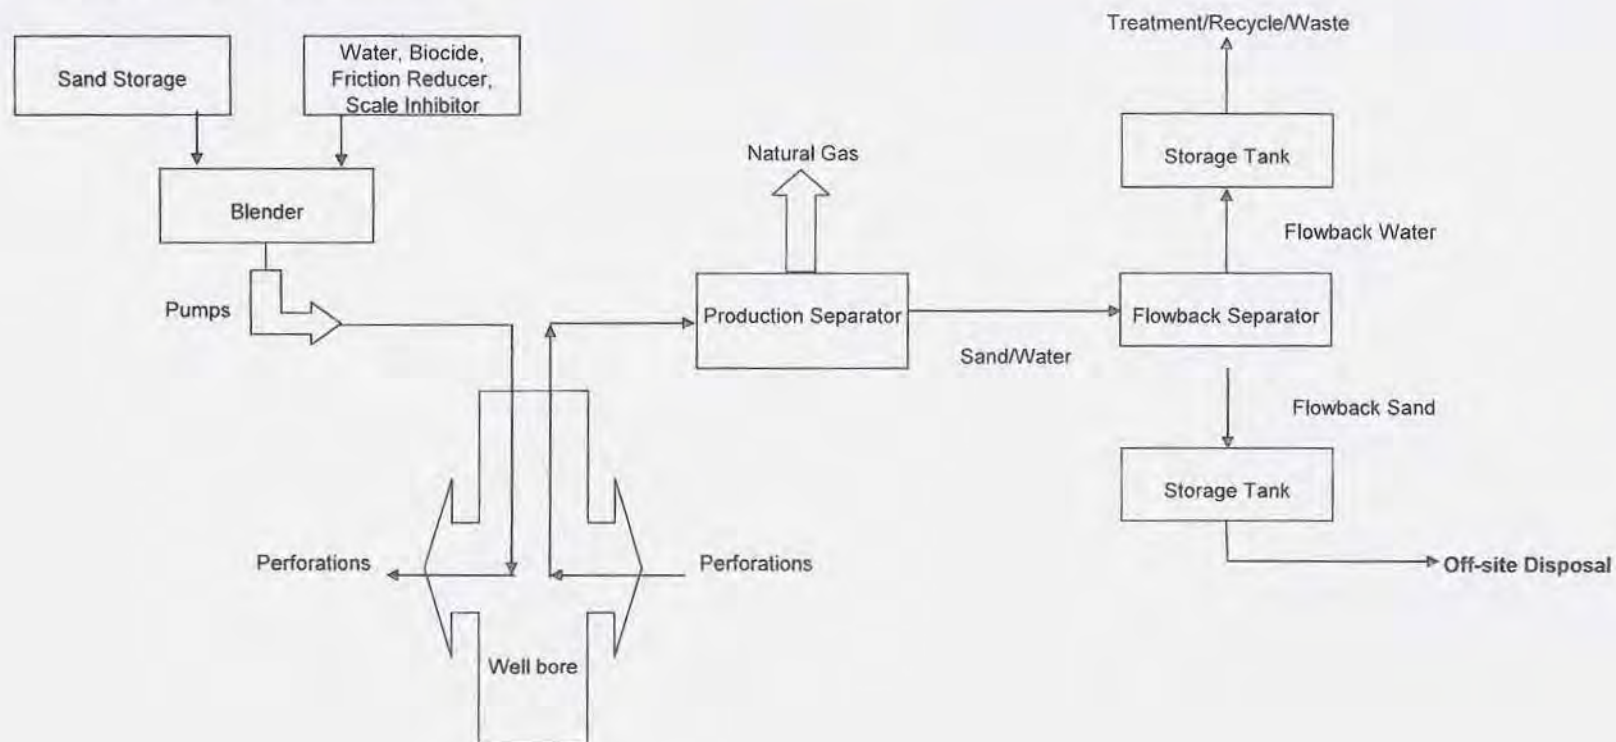 Treatment/Recycle/Waste
Sand Storage
Water, Biocide,
Friction Reducer,
Scale Inhibitor
Storage Tank
Natural Gas
Blender
Flowback Water
Pumps
Production Separator
Flowback Separator
Sand/Water
Flowback Sand
Storage Tank
Perforations
Perforations
Off-site Disposal
Well bore